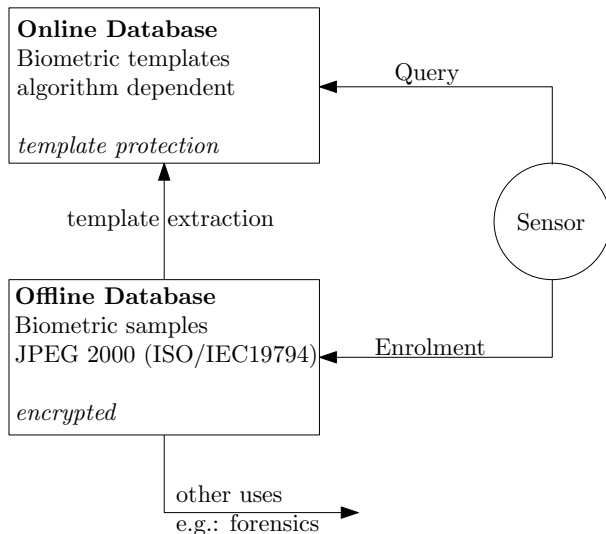 Online Database
Biometric templates
algorithm dependent
template protection
Query
Sensor
template extraction
Offline Database
Biometric samples
JPEG 2000 (ISO/IEC19794)
encrypted
Enrolment
other uses
e.g.: forensics